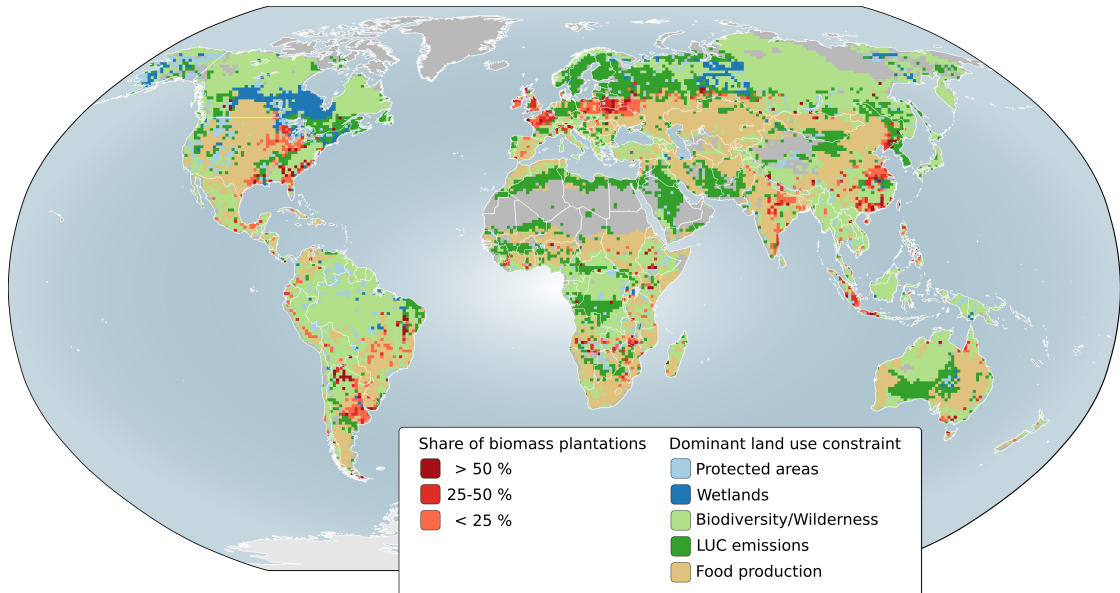 Share of biomass plantations
> 50 %
25-50 %
< 25 %
Dominant land use constraint
Protected areas
Wetlands
Biodiversity/Wilderness
LUC emissions
Food production